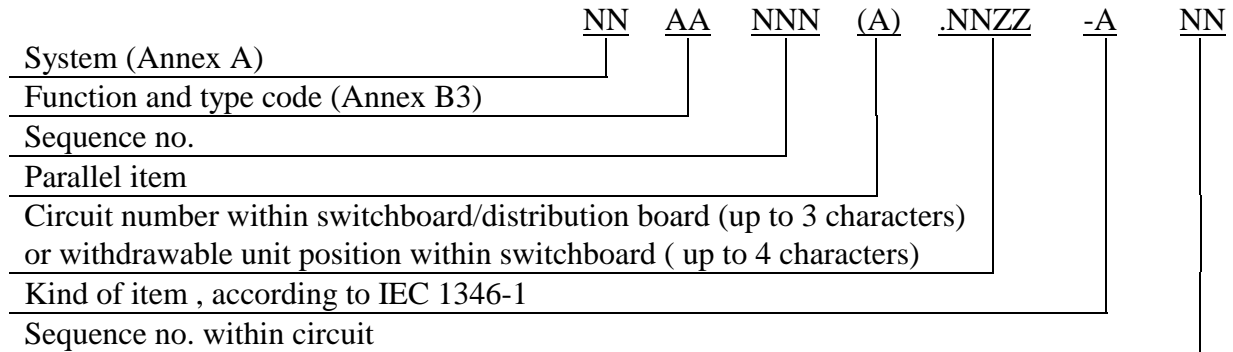 NN AA NNN (A) .NNZZ -A NN
System (Annex A)
Function and type code (Annex B3)
Sequence no.
Parallel item
Circuit number within switchboard/distribution board (up to 3 characters)
or withdrawable unit position within switchboard ( up to 4 characters)
Kind of item , according to IEC 1346-1
Sequence no. within circuit